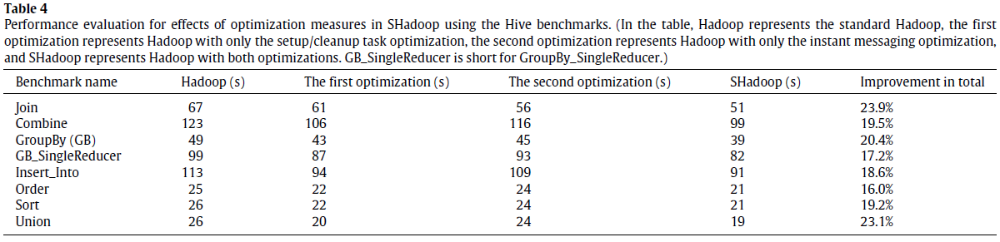 Table 4
Performance evaluation for effects of optimization measures in SHadoop using the Hive benchmarks. (In the table, Hadoop represents the standard Hadoop, the first
optimization represents Hadoop with only the setup/cleanup task optimization, the second optimization represents Hadoop with only the instant messaging optimization,
and SHadoop represents Hadoop with both optimizations. GB_SingleReducer is short for GroupBy_SingleReducer.)
Benchmark name Hadoop (s) The first optimization (s) The second optimization (s) SHadoop (s) Improvement in total
Join 67 61 56 51 23.9%
Combine 123 106 116 99 19.5%
GroupBy (GB) 49 43 45 39 20.4%
GB_SingleReducer 99 87 93 82 17.2%
Insert_Into 113 94 109 91 18.6%
Order 25 22 24 21 16.0%
Sort 26 22 24 21 19.2%
Union 26 20 24 19 23.1%